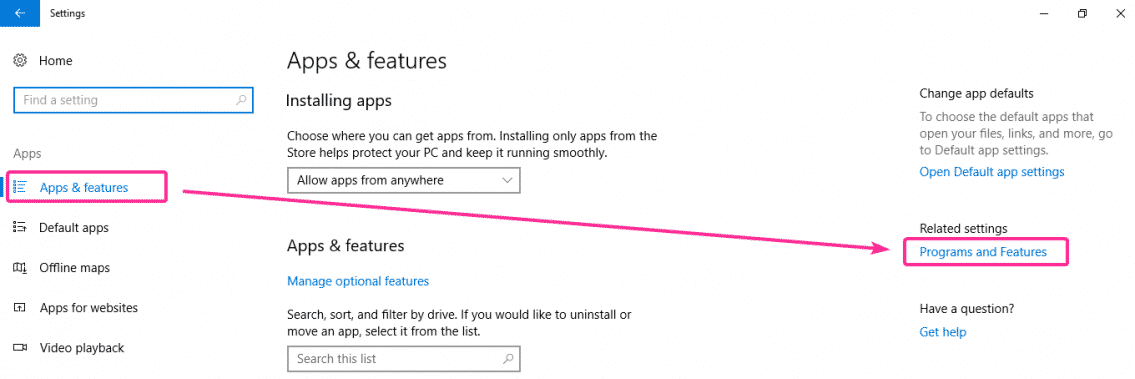 Settings
Home
Find a setting
Apps
Apps & features
Default apps
Offline maps
Apps for websites
Video playback
Apps & features
Installing apps
Choose where you can get apps from. Installing only apps from the
Store helps protect your PC and keep it running smoothly.
Allow apps from anywhere
Apps & features
Manage optional features
Search, sort, and filter by drive. If you would like to uninstall or
move an app, select it from the list.
Search this list
Change app defaults
To choose the default apps that
open your files, links, and more, go
to Default app settings.
Open Default app settings
Related settings
Programs and Features
Have a question?
Get help